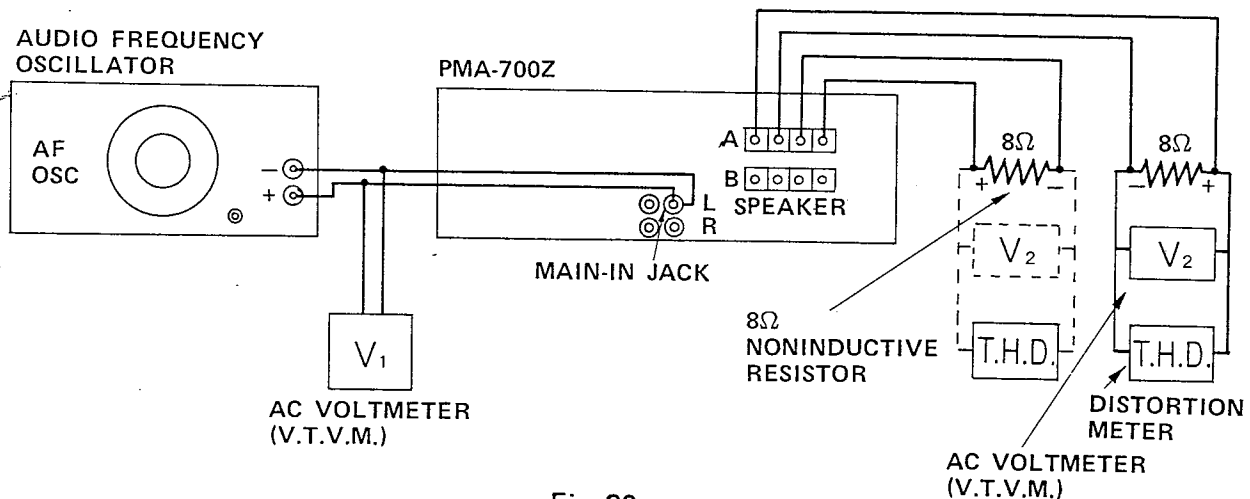 AUDIO FREQUENCY
OSCILLATOR
AF
OSC
−
+
PMA-700Z
A
B
SPEAKER
L
R
MAIN-IN JACK
V1
AC VOLTMETER
(V.T.V.M.)
8Ω
+ −
V2
T.H.D.
8Ω
− +
V2
T.H.D.
8Ω
NONINDUCTIVE
RESISTOR
DISTORTION
METER
AC VOLTMETER
(V.T.V.M.)